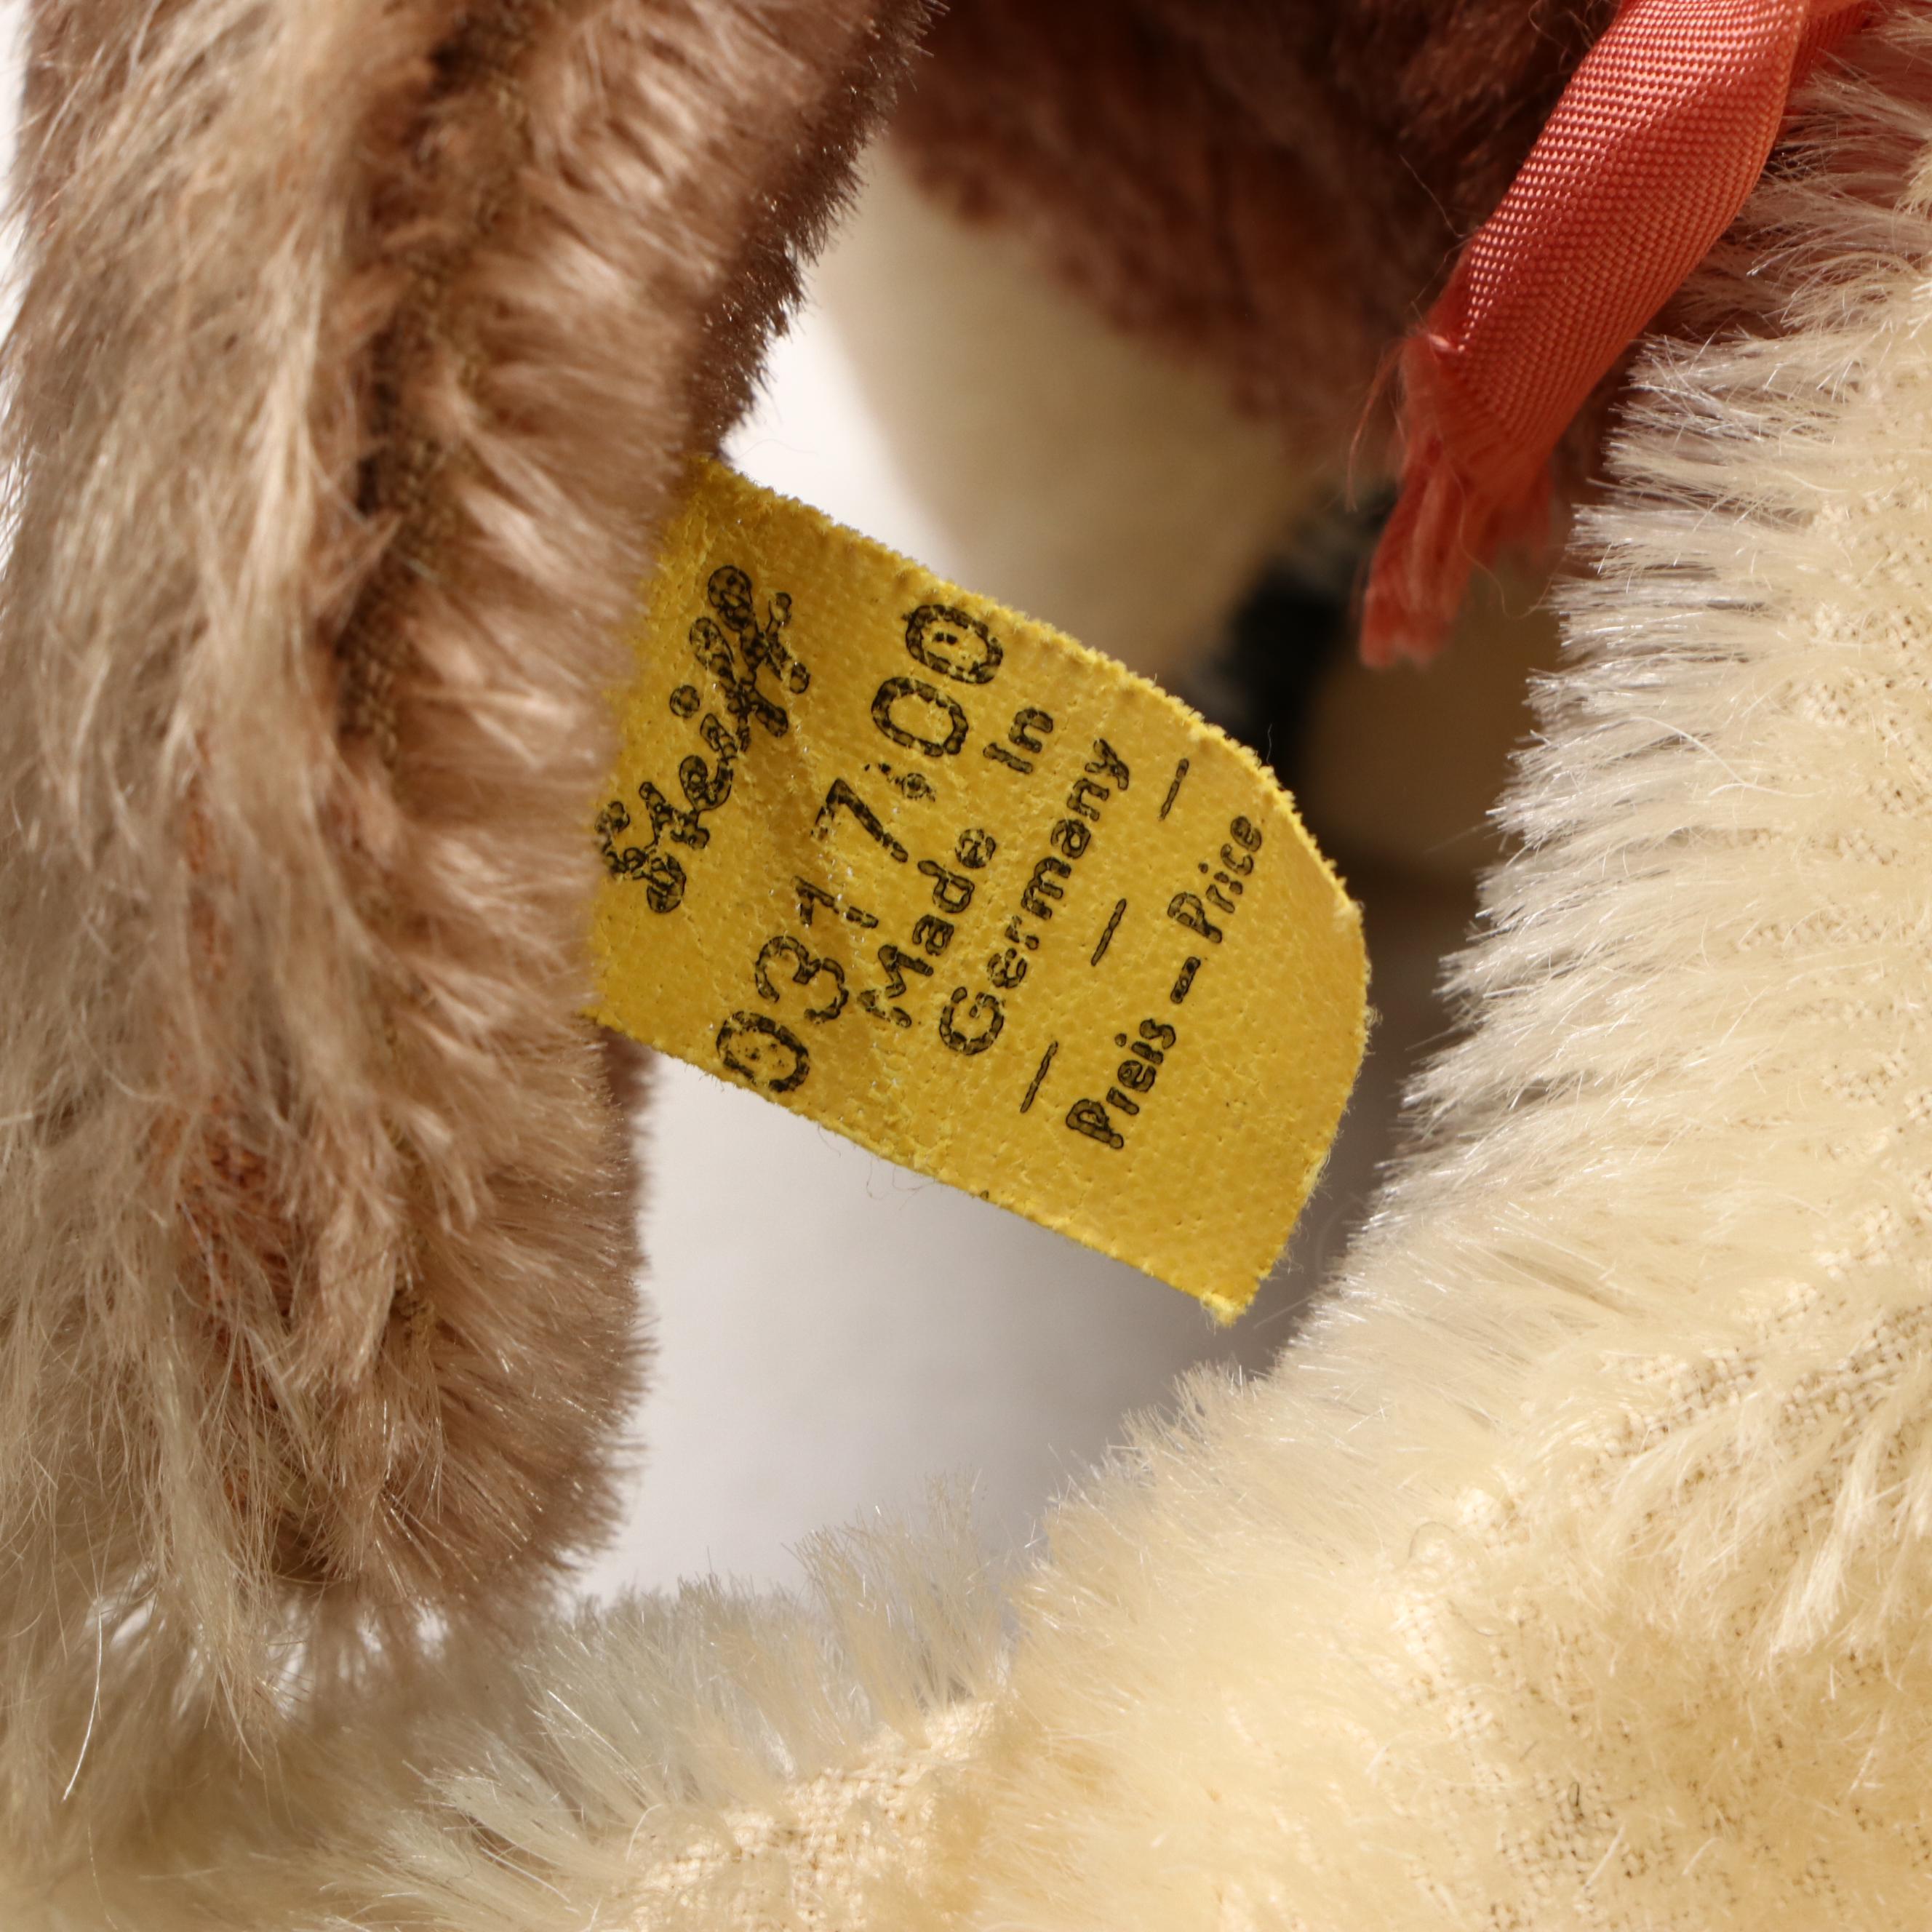 Steiff
0317'00
Made In
Germany
— — —
Preis — Price